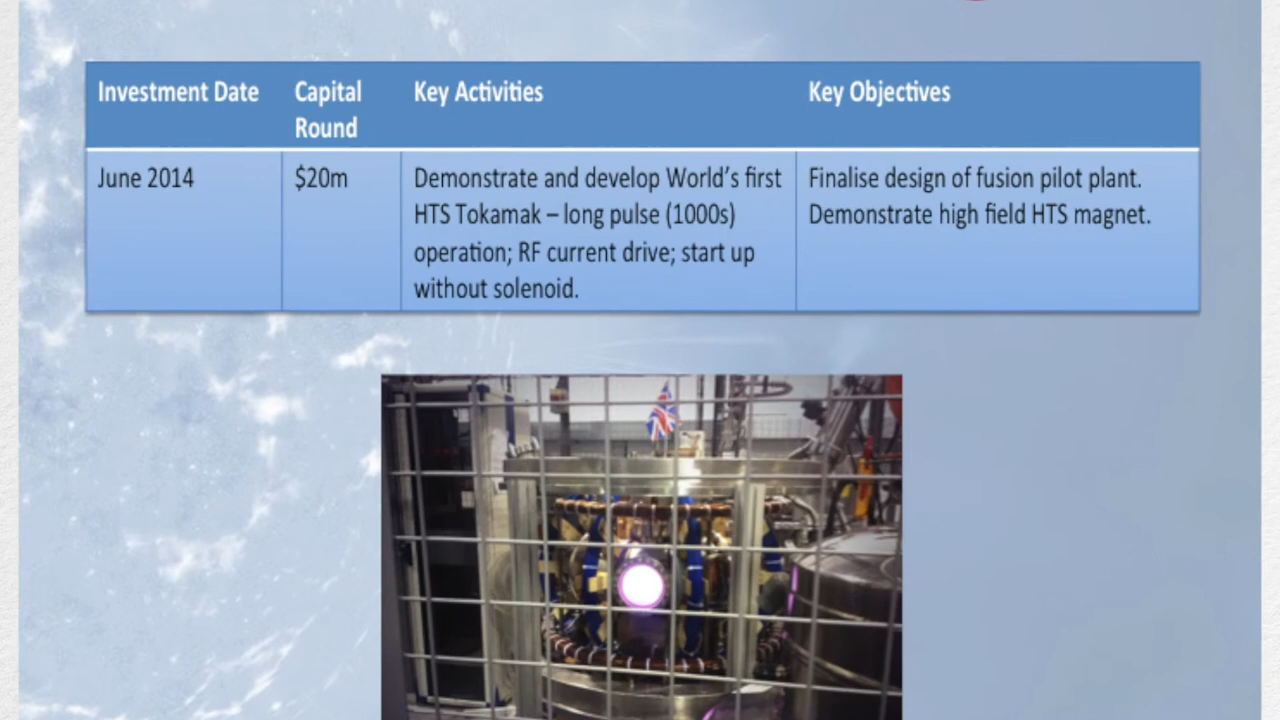 Investment Date
Capital
Round
Key Activities
Key Objectives
June 2014
$20m
Demonstrate and develop World's first
HTS Tokamak – long pulse (1000s)
operation; RF current drive; start up
without solenoid.
Finalise design of fusion pilot plant.
Demonstrate high field HTS magnet.